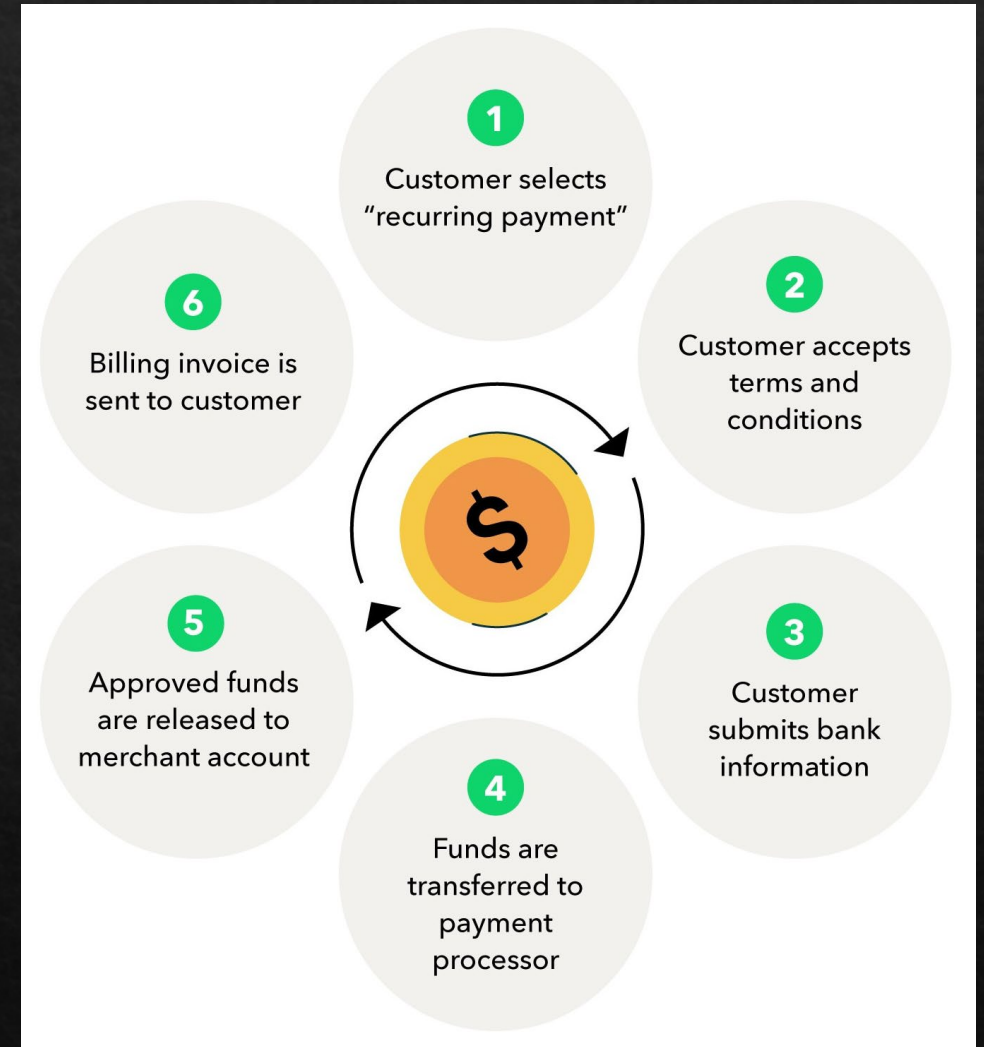 1
Customer selects
“recurring payment”
2
Customer accepts
terms and
conditions
3
Customer
submits bank
information
4
Funds are
transferred to
payment
processor
5
Approved funds
are released to
merchant account
6
Billing invoice is
sent to customer
$